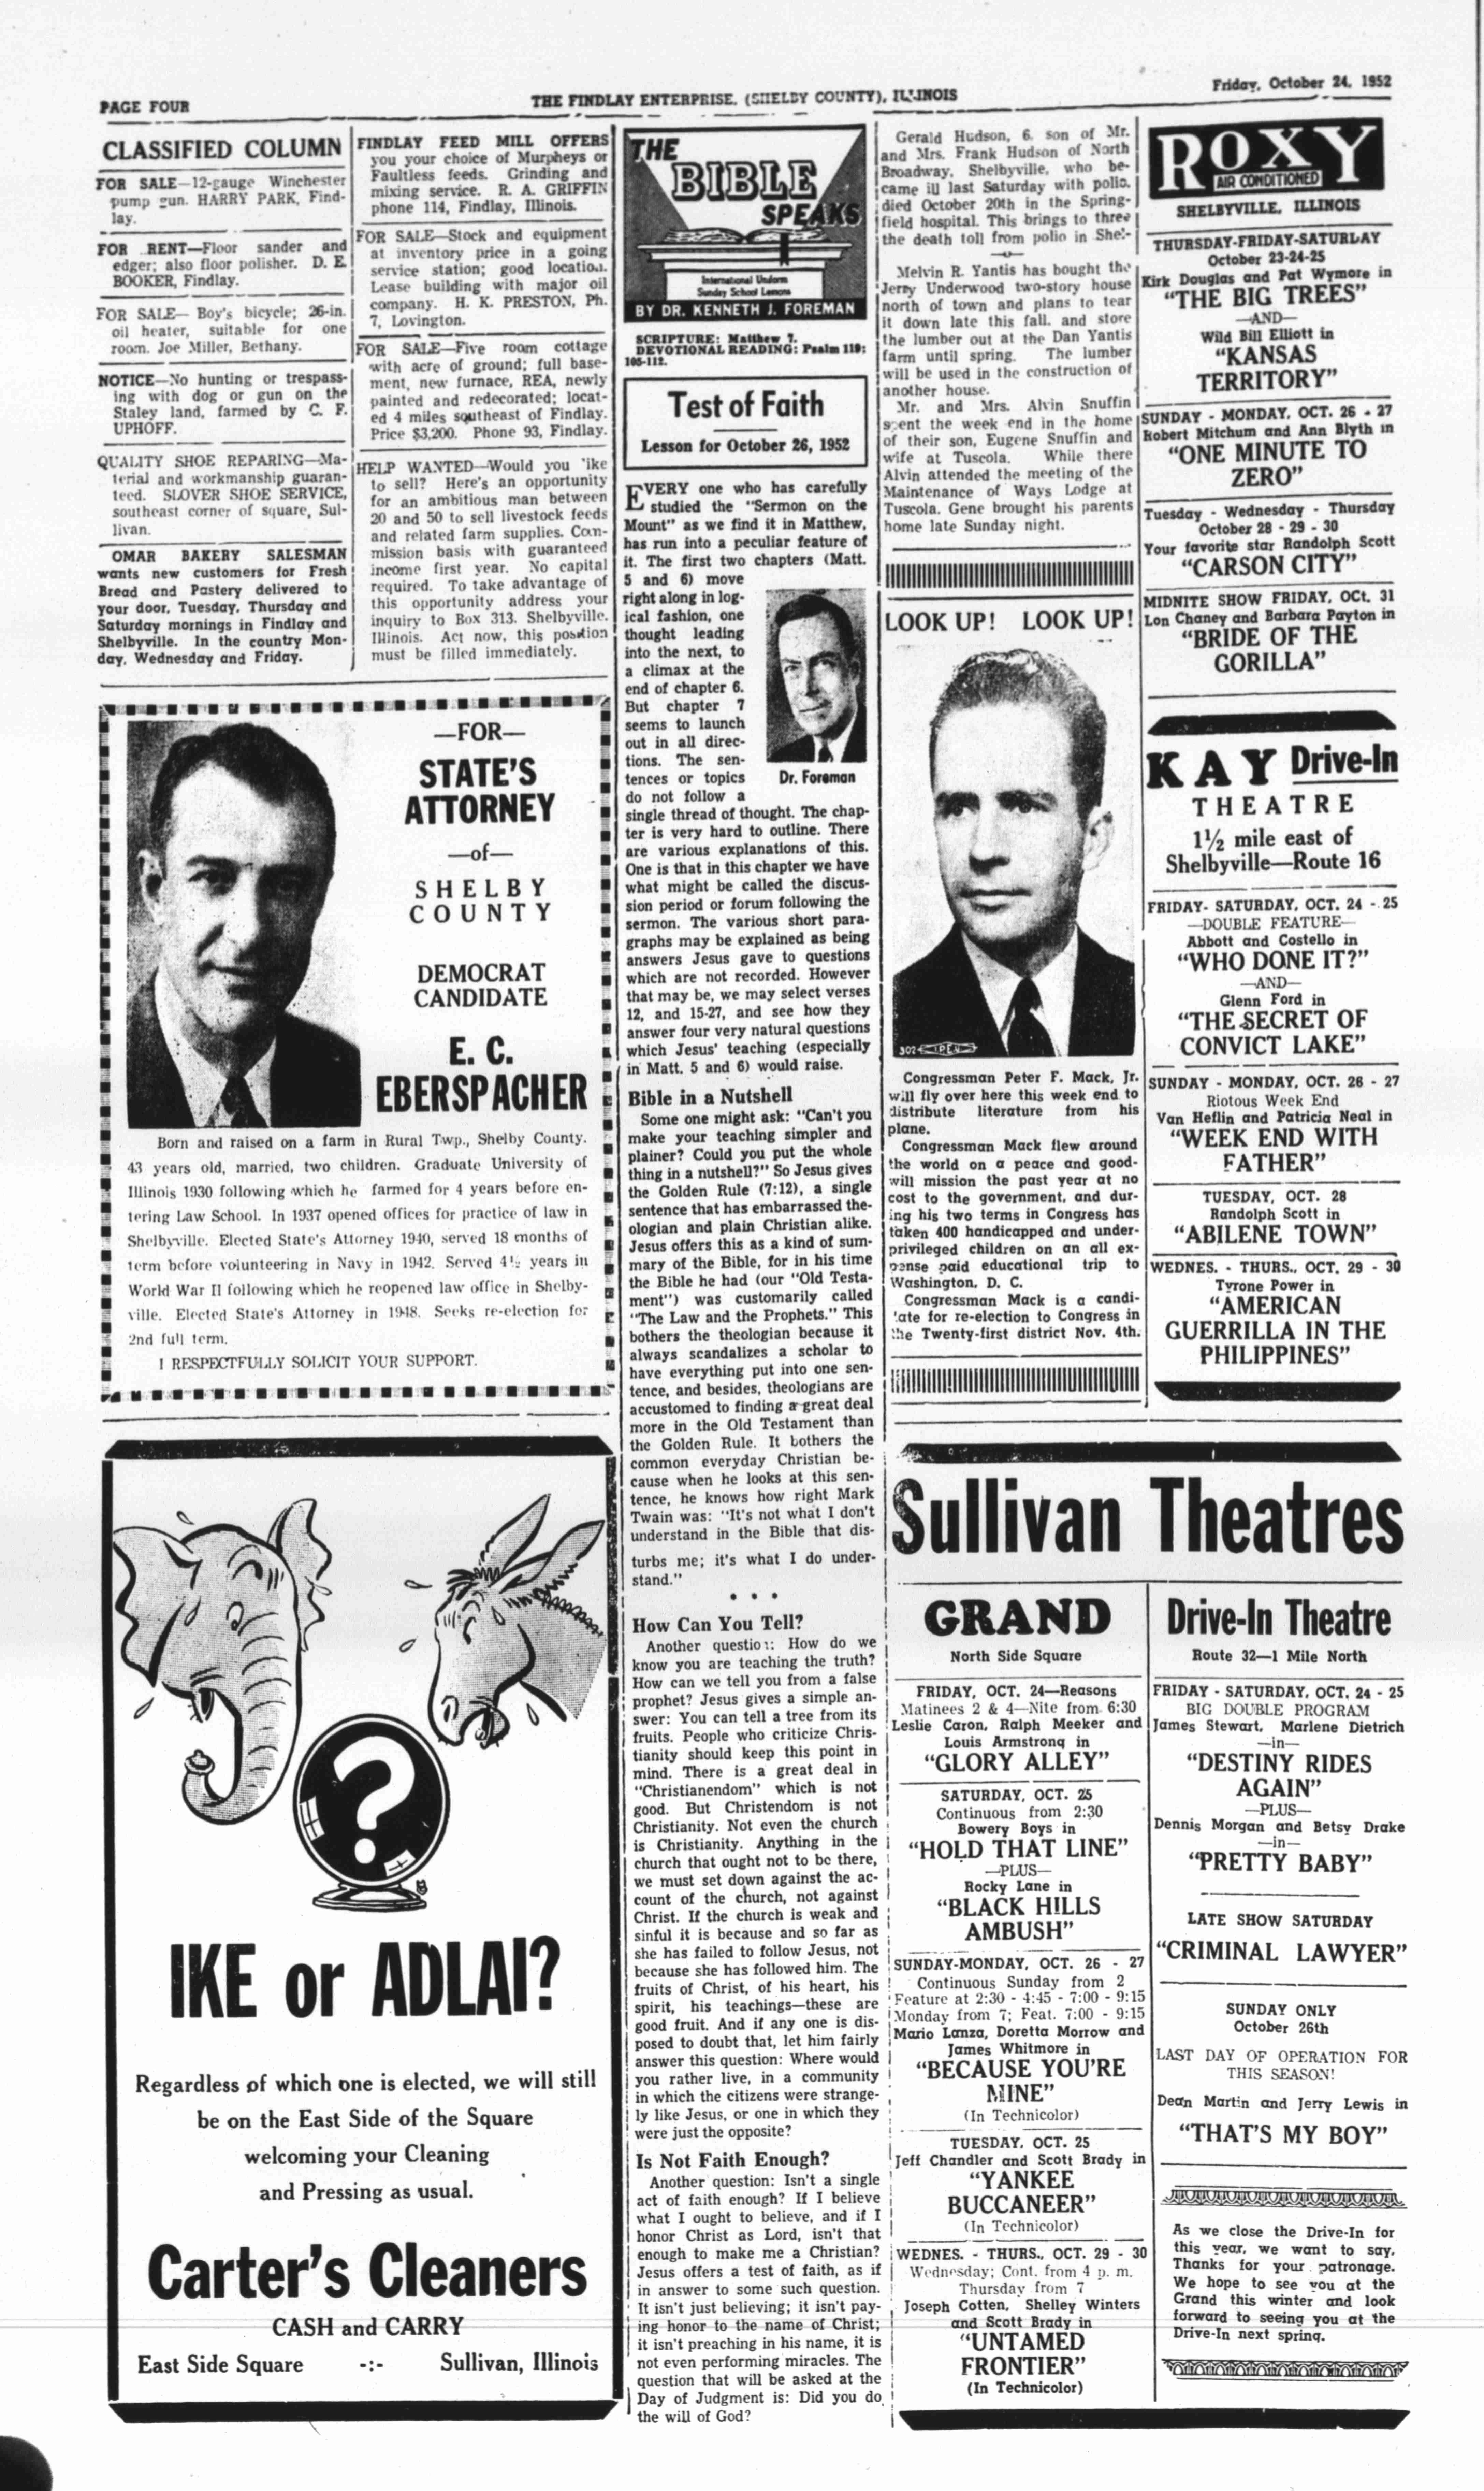 PAGE FOUR
THE FINDLAY ENTERPRISE, (SHELBY COUNTY), ILLINOIS
Friday, October 24, 1952
CLASSIFIED COLUMN
FOR SALE—12-gauge Winchester
pump gun. HARRY PARK, Find-
lay.
FOR RENT—Floor sander and
edger; also floor polisher. D. E.
BOOKER, Findlay.
FOR SALE— Boy's bicycle; 26-in.
oil heater, suitable for one
room. Joe Miller, Bethany.
NOTICE—No hunting or trespass-
ing with dog or gun on the
Staley land, farmed by C. F.
UPHOFF.
QUALITY SHOE REPARING—Ma-
terial and workmanship guaran-
teed. SLOVER SHOE SERVICE,
southeast corner of square, Sul-
livan.
OMAR BAKERY SALESMAN
wants new customers for Fresh
Bread and Pastery delivered to
your door, Tuesday, Thursday and
Saturday mornings in Findlay and
Shelbyville. In the country Mon-
day, Wednesday and Friday.
FINDLAY FEED MILL OFFERS
you your choice of Murpheys or
Faultless feeds. Grinding and
mixing service. R. A. GRIFFIN
phone 114, Findlay, Illinois.
FOR SALE—Stock and equipment
at inventory price in a going
service station; good location.
Lease building with major oil
company. H. K. PRESTON, Ph.
7, Lovington.
FOR SALE—Five room cottage
with acre of ground; full base-
ment, new furnace, REA, newly
painted and redecorated; locat-
ed 4 miles southeast of Findlay.
Price $3,200. Phone 93, Findlay.
HELP WANTED—Would you like
to sell? Here's an opportunity
for an ambitious man between
20 and 50 to sell livestock feeds
and related farm supplies. Com-
mission basis with guaranteed
income first year. No capital
required. To take advantage of
this opportunity address your
inquiry to Box 313, Shelbyville,
Illinois. Act now, this position
must be filled immediately.
—FOR—
STATE'S
ATTORNEY
—of—
SHELBY
COUNTY
DEMOCRAT
CANDIDATE
E. C.
EBERSPACHER
Born and raised on a farm in Rural Twp., Shelby County.
43 years old, married, two children. Graduate University of
Illinois 1930 following which he farmed for 4 years before en-
tering Law School. In 1937 opened offices for practice of law in
Shelbyville. Elected State's Attorney 1940, served 18 months of
term before volunteering in Navy in 1942. Served 4½ years in
World War II following which he reopened law office in Shelby-
ville. Elected State's Attorney in 1948. Seeks re-election for
2nd full term.
I RESPECTFULLY SOLICIT YOUR SUPPORT.
?
IKE or ADLAI?
Regardless of which one is elected, we will still
be on the East Side of the Square
welcoming your Cleaning
and Pressing as usual.
Carter's Cleaners
CASH and CARRY
East Side Square -:- Sullivan, Illinois
THE
BIBLE
SPEAKS
International Uniform
Sunday School Lessons
BY DR. KENNETH J. FOREMAN
SCRIPTURE: Matthew 7.
DEVOTIONAL READING: Psalm 119:
105-112.
Test of Faith
Lesson for October 26, 1952
EVERY one who has carefully
studied the "Sermon on the
Mount" as we find it in Matthew,
has run into a peculiar feature of
it. The first two chapters (Matt.
5 and 6) move
right along in log-
ical fashion, one
thought leading
into the next, to
a climax at the
end of chapter 6.
But chapter 7
seems to launch
out in all direc-
tions. The sen-
tences or topics
do not follow a
Dr. Foreman
single thread of thought. The chap-
ter is very hard to outline. There
are various explanations of this.
One is that in this chapter we have
what might be called the discus-
sion period or forum following the
sermon. The various short para-
graphs may be explained as being
answers Jesus gave to questions
which are not recorded. However
that may be, we may select verses
12, and 15-27, and see how they
answer four very natural questions
which Jesus' teaching (especially
in Matt. 5 and 6) would raise.
Bible in a Nutshell
Some one might ask: "Can't you
make your teaching simpler and
plainer? Could you put the whole
thing in a nutshell?" So Jesus gives
the Golden Rule (7:12), a single
sentence that has embarrassed the-
ologian and plain Christian alike.
Jesus offers this as a kind of sum-
mary of the Bible, for in his time
the Bible he had (our "Old Testa-
ment") was customarily called
"The Law and the Prophets." This
bothers the theologian because it
always scandalizes a scholar to
have everything put into one sen-
tence, and besides, theologians are
accustomed to finding a great deal
more in the Old Testament than
the Golden Rule. It bothers the
common everyday Christian be-
cause when he looks at this sen-
tence, he knows how right Mark
Twain was: "It's not what I don't
understand in the Bible that dis-
turbs me; it's what I do under-
stand."
• • •
How Can You Tell?
Another question: How do we
know you are teaching the truth?
How can we tell you from a false
prophet? Jesus gives a simple an-
swer: You can tell a tree from its
fruits. People who criticize Chris-
tianity should keep this point in
mind. There is a great deal in
"Christianendom" which is not
good. But Christendom is not
Christianity. Not even the church
is Christianity. Anything in the
church that ought not to be there,
we must set down against the ac-
count of the church, not against
Christ. If the church is weak and
sinful it is because and so far as
she has failed to follow Jesus, not
because she has followed him. The
fruits of Christ, of his heart, his
spirit, his teachings—these are
good fruit. And if any one is dis-
posed to doubt that, let him fairly
answer this question: Where would
you rather live, in a community
in which the citizens were strange-
ly like Jesus, or one in which they
were just the opposite?
Is Not Faith Enough?
Another question: Isn't a single
act of faith enough? If I believe
what I ought to believe, and if I
honor Christ as Lord, isn't that
enough to make me a Christian?
Jesus offers a test of faith, as if
in answer to some such question.
It isn't just believing; it isn't pay-
ing honor to the name of Christ;
it isn't preaching in his name, it is
not even performing miracles. The
question that will be asked at the
Day of Judgment is: Did you do
the will of God?
Gerald Hudson, 6, son of Mr.
and Mrs. Frank Hudson of North
Broadway, Shelbyville, who be-
came ill last Saturday with polio,
died October 20th in the Spring-
field hospital. This brings to three
the death toll from polio in Shel-
Melvin R. Yantis has bought the
Jerry Underwood two-story house
north of town and plans to tear
it down late this fall, and store
the lumber out at the Dan Yantis
farm until spring. The lumber
will be used in the construction of
another house.
Mr. and Mrs. Alvin Snuffin
spent the week end in the home
of their son, Eugene Snuffin and
wife at Tuscola. While there
Alvin attended the meeting of the
Maintenance of Ways Lodge at
Tuscola. Gene brought his parents
home late Sunday night.
LOOK UP! LOOK UP!
302 IPEU
Congressman Peter F. Mack, Jr.
will fly over here this week end to
distribute literature from his
plane.
Congressman Mack flew around
the world on a peace and good-
will mission the past year at no
cost to the government, and dur-
ing his two terms in Congress has
taken 400 handicapped and under-
privileged children on an all ex-
pense paid educational trip to
Washington, D. C.
Congressman Mack is a candi-
date for re-election to Congress in
the Twenty-first district Nov. 4th.
ROXY
AIR CONDITIONED
SHELBYVILLE, ILLINOIS
THURSDAY-FRIDAY-SATURDAY
October 23-24-25
Kirk Douglas and Pat Wymore in
"THE BIG TREES"
—AND—
Wild Bill Elliott in
"KANSAS
TERRITORY"
SUNDAY - MONDAY, OCT. 26 - 27
Robert Mitchum and Ann Blyth in
"ONE MINUTE TO
ZERO"
Tuesday - Wednesday - Thursday
October 28 - 29 - 30
Your favorite star Randolph Scott
"CARSON CITY"
MIDNITE SHOW FRIDAY, OCt. 31
Lon Chaney and Barbara Payton in
"BRIDE OF THE
GORILLA"
KAY Drive-In
THEATRE
1½ mile east of
Shelbyville—Route 16
FRIDAY- SATURDAY, OCT. 24 - 25
—DOUBLE FEATURE—
Abbott and Costello in
"WHO DONE IT?"
—AND—
Glenn Ford in
"THE SECRET OF
CONVICT LAKE"
SUNDAY - MONDAY, OCT. 26 - 27
Riotous Week End
Van Heflin and Patricia Neal in
"WEEK END WITH
FATHER"
TUESDAY, OCT. 28
Randolph Scott in
"ABILENE TOWN"
WEDNES. - THURS., OCT. 29 - 30
Tyrone Power in
"AMERICAN
GUERRILLA IN THE
PHILIPPINES"
Sullivan Theatres
GRAND
North Side Square
FRIDAY, OCT. 24—Reasons
Matinees 2 & 4—Nite from 6:30
Leslie Caron, Ralph Meeker and
Louis Armstrong in
"GLORY ALLEY"
SATURDAY, OCT. 25
Continuous from 2:30
Bowery Boys in
"HOLD THAT LINE"
—PLUS—
Rocky Lane in
"BLACK HILLS
AMBUSH"
SUNDAY-MONDAY, OCT. 26 - 27
Continuous Sunday from 2
Feature at 2:30 - 4:45 - 7:00 - 9:15
Monday from 7; Feat. 7:00 - 9:15
Mario Lanza, Doretta Morrow and
James Whitmore in
"BECAUSE YOU'RE
MINE"
(In Technicolor)
TUESDAY, OCT. 25
Jeff Chandler and Scott Brady in
"YANKEE
BUCCANEER"
(In Technicolor)
WEDNES. - THURS., OCT. 29 - 30
Wednesday; Cont. from 4 p. m.
Thursday from 7
Joseph Cotten, Shelley Winters
and Scott Brady in
"UNTAMED
FRONTIER"
(In Technicolor)
Drive-In Theatre
Route 32—1 Mile North
FRIDAY - SATURDAY, OCT. 24 - 25
BIG DOUBLE PROGRAM
James Stewart, Marlene Dietrich
—in—
"DESTINY RIDES
AGAIN"
—PLUS—
Dennis Morgan and Betsy Drake
—in—
"PRETTY BABY"
LATE SHOW SATURDAY
"CRIMINAL LAWYER"
SUNDAY ONLY
October 26th
LAST DAY OF OPERATION FOR
THIS SEASON!
Dean Martin and Jerry Lewis in
"THAT'S MY BOY"
As we close the Drive-In for
this year, we want to say,
Thanks for your patronage.
We hope to see you at the
Grand this winter and look
forward to seeing you at the
Drive-In next spring.